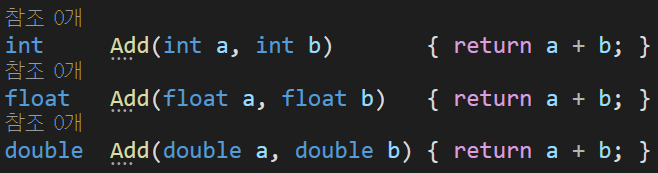 참조 0개
int Add(int a, int b) { return a + b; }
참조 0개
float Add(float a, float b) { return a + b; }
참조 0개
double Add(double a, double b) { return a + b; }